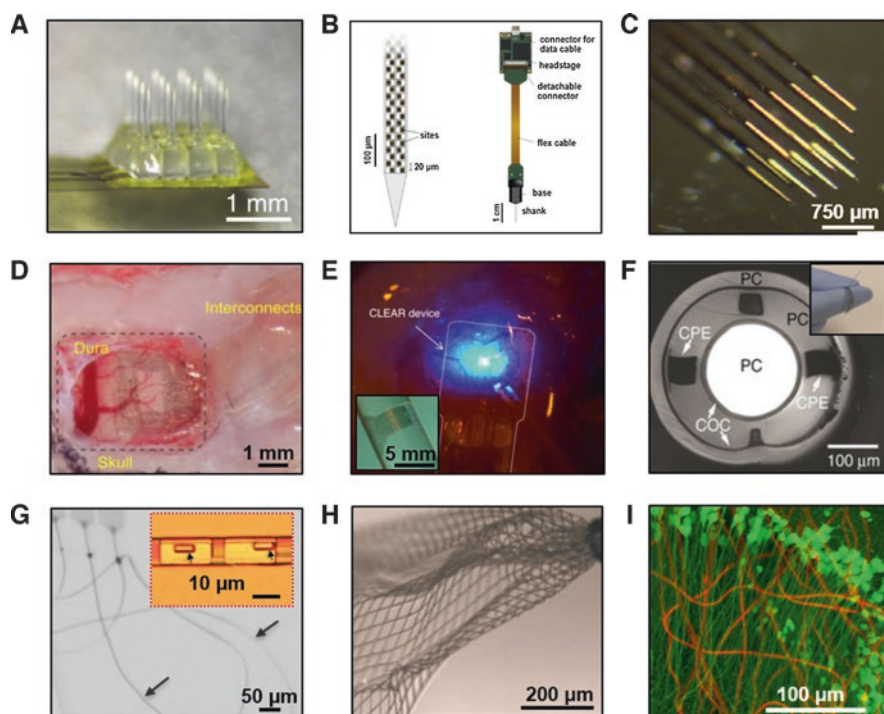 A
1 mm
B
100 µm
sites
20 µm
connector for
data cable
headstage
detachable
connector
flex cable
base
1 cm
shank
C
750 µm
D
Interconnects
Dura
Skull
1 mm
E
CLEAR device
5 mm
F
PC
PC
CPE
PC
CPE
COC
100 µm
G
10 µm
50 µm
H
200 µm
I
100 µm